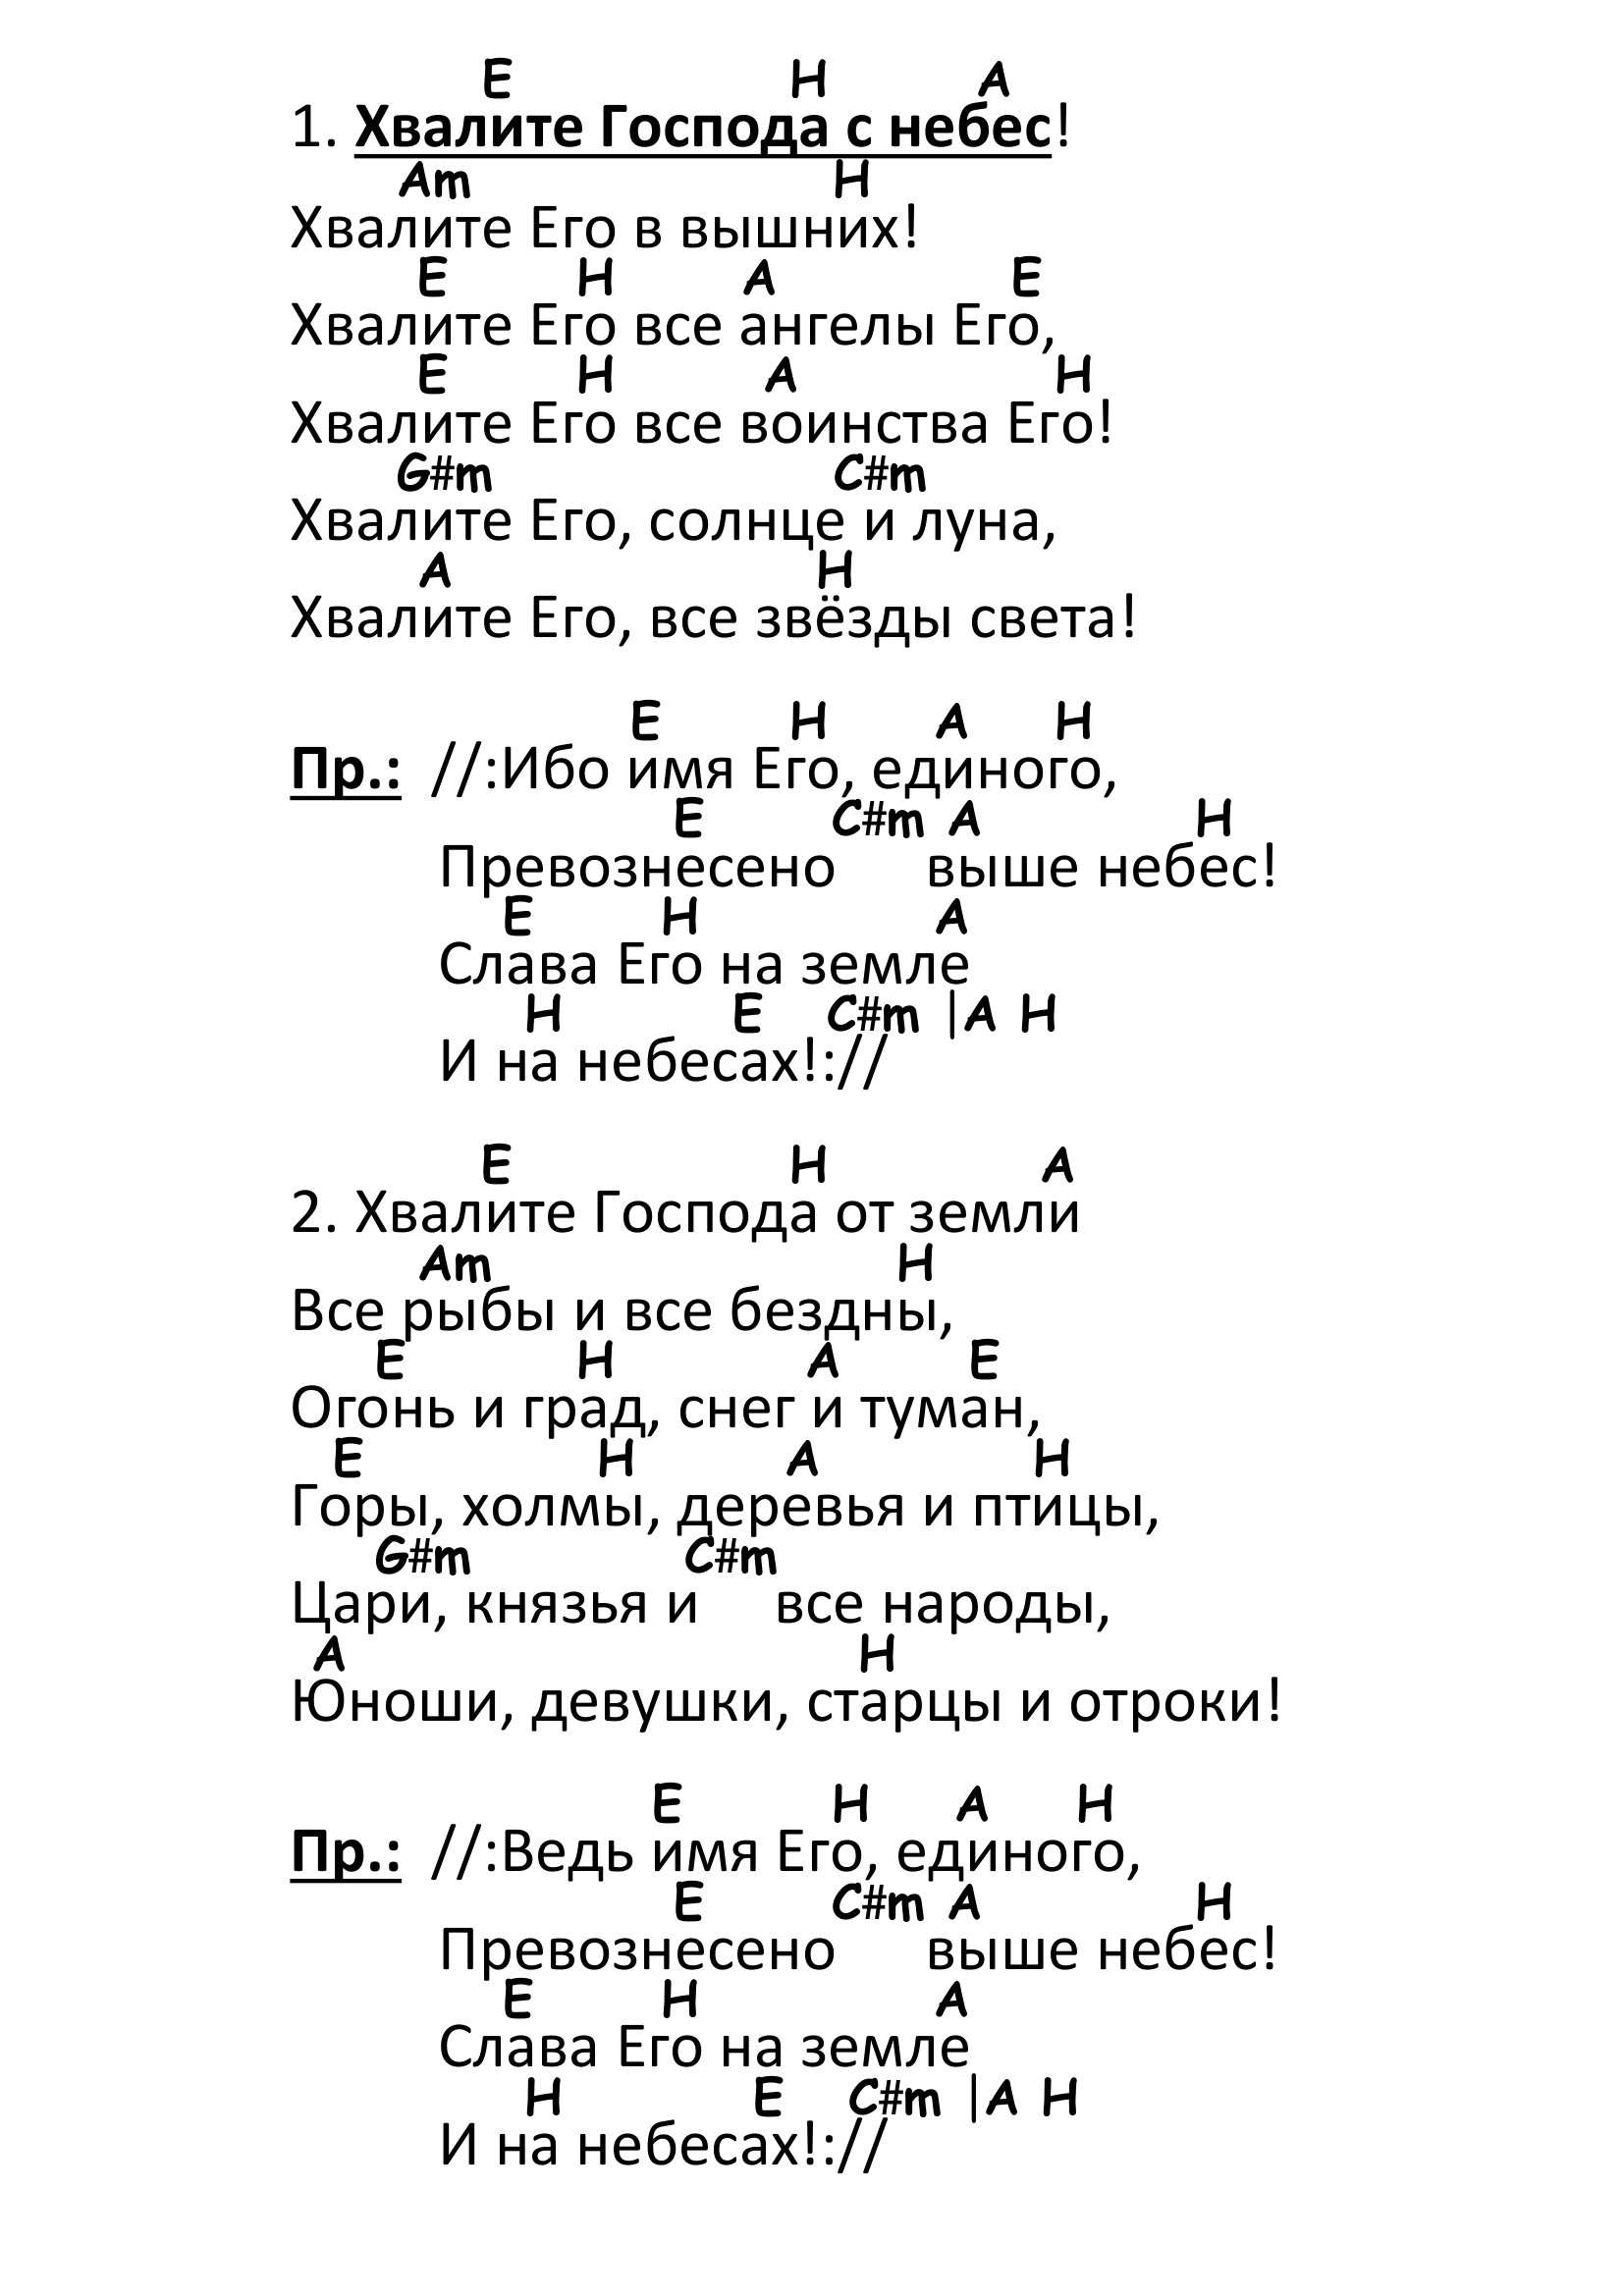 E H A
1. Хвалите Господа с небес!
Am H
Хвалите Его в вышних!
E H A E
Хвалите Его все ангелы Его,
E H A H
Хвалите Его все воинства Его!
G#m C#m
Хвалите Его, солнце и луна,
A H
Хвалите Его, все звёзды света!
E H A H
Пр.: //:Ибо имя Его, единого,
E C#m A H
Превознесено выше небес!
E H A
Слава Его на земле
H E C#m |A H
И на небесах!://
E H A
2. Хвалите Господа от земли
Am H
Все рыбы и все бездны,
E H A E
Огонь и град, снег и туман,
E H A H
Горы, холмы, деревья и птицы,
G#m C#m
Цари, князья и все народы,
A H
Юноши, девушки, старцы и отроки!
E H A H
Пр.: //:Ведь имя Его, единого,
E C#m A H
Превознесено выше небес!
E H A
Слава Его на земле
H E C#m |A H
И на небесах!://